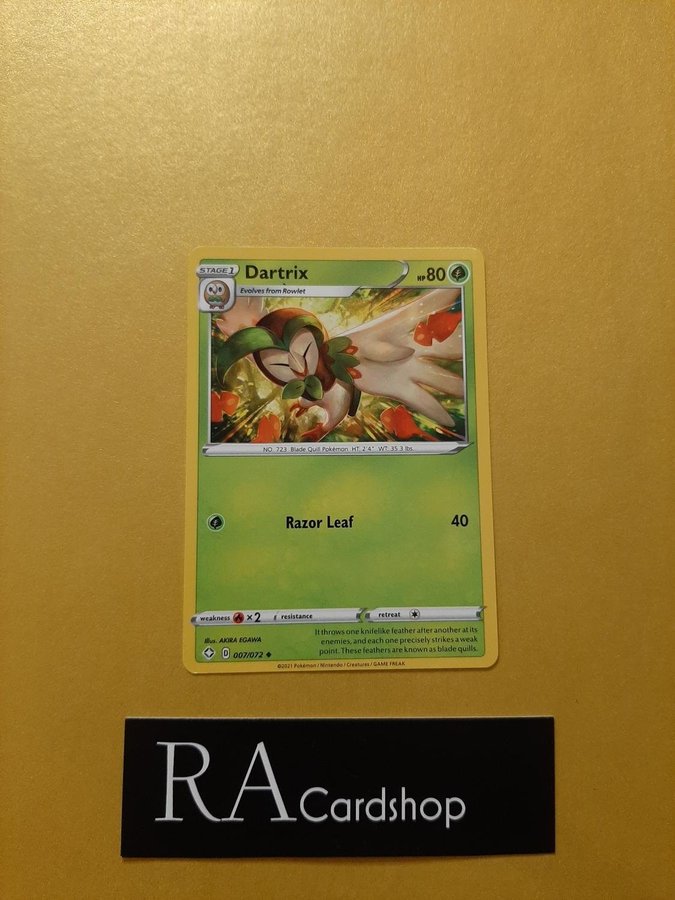 STAGE 1
Dartrix
HP 80
Evolves from Rowlet
NO. 723 Blade Quill Pokémon HT: 2'4" WT: 35.3 lbs.
Razor Leaf 40
weakness ×2 resistance retreat
Illus. AKIRA EGAWA
It throws one knifelike feather after another at its
enemies, and each one precisely strikes a weak
point. These feathers are known as blade quills.
D 007/072
©2021 Pokémon / Nintendo / Creatures / GAME FREAK
RA Cardshop